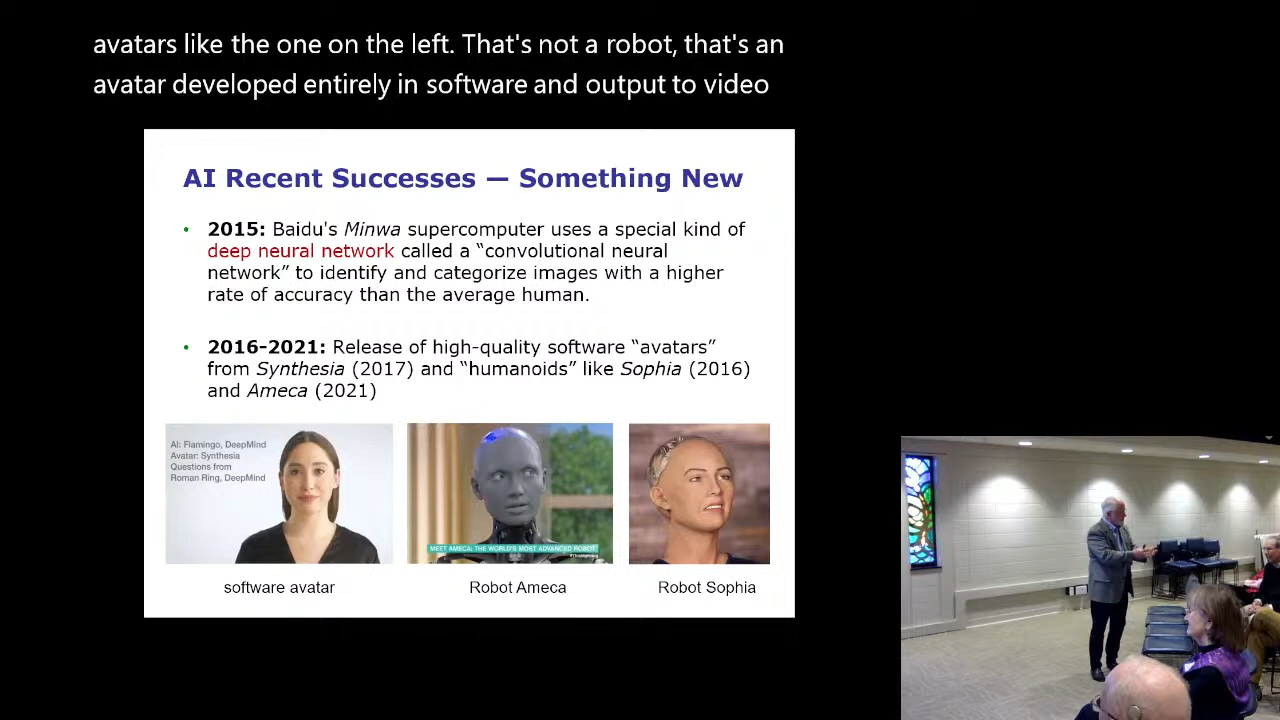 avatars like the one on the left. That's not a robot, that's an
avatar developed entirely in software and output to video
AI Recent Successes — Something New
• 2015: Baidu's Minwa supercomputer uses a special kind of
deep neural network called a “convolutional neural
network” to identify and categorize images with a higher
rate of accuracy than the average human.
• 2016-2021: Release of high-quality software “avatars”
from Synthesia (2017) and “humanoids” like Sophia (2016)
and Ameca (2021)
AI: Flamingo, DeepMind
Avatar: Synthesia
Questions from
Roman Ring, DeepMind
MEET AMECA: THE WORLD'S MOST ADVANCED ROBOT
software avatar
Robot Ameca
Robot Sophia